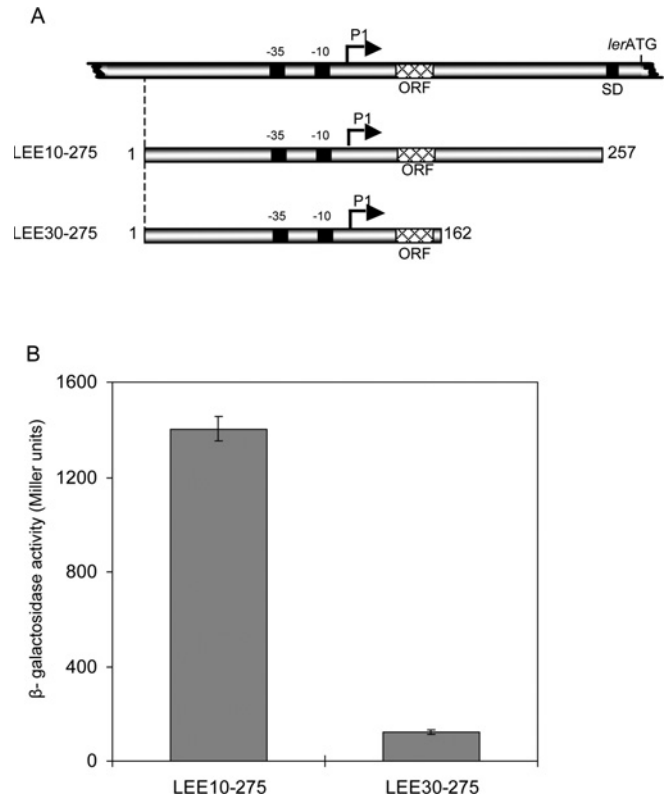 A
-35 -10 P1 lerATG
ORF SD
-35 -10 P1
LEE10-275 1 257
ORF
-35 -10 P1
LEE30-275 1 162
ORF
B
β- galactosidase activity (Miller units)
1600
1200
800
400
0
LEE10-275 LEE30-275